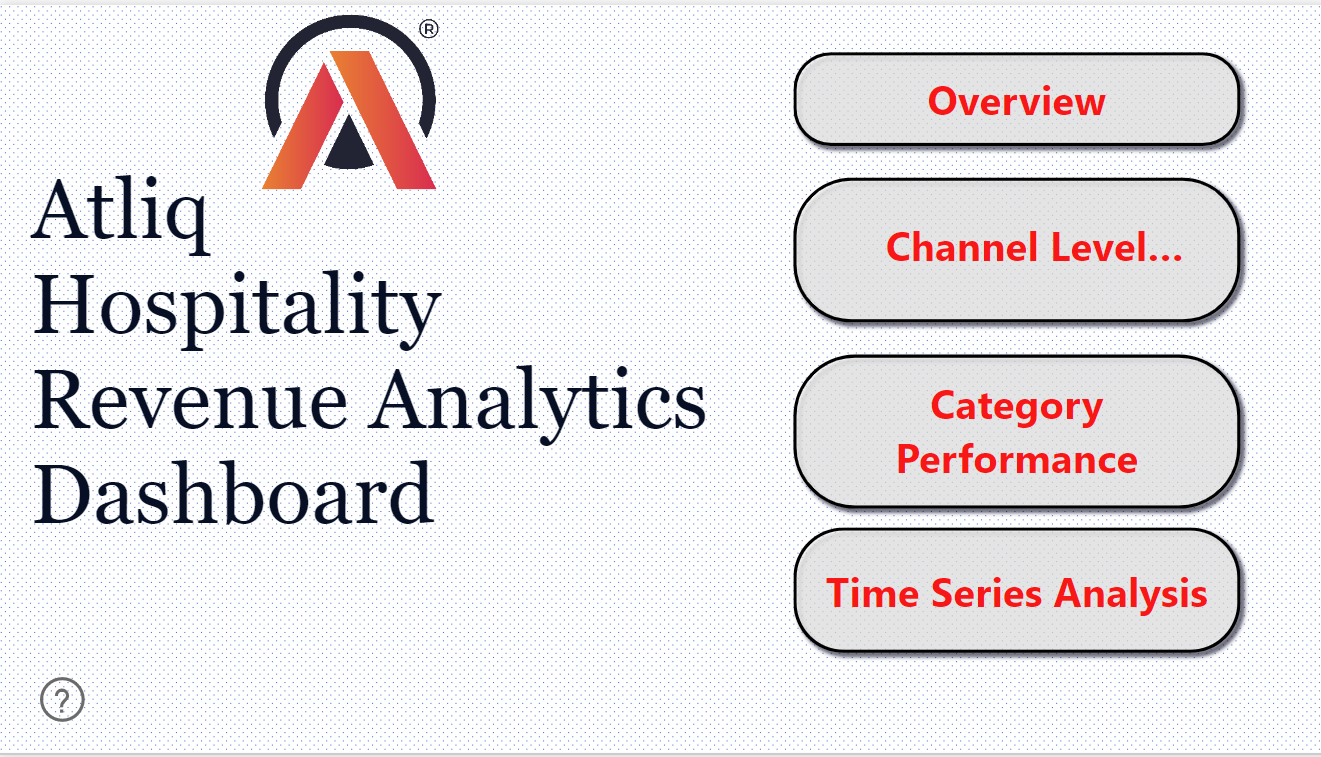 ®
Atliq
Hospitality
Revenue Analytics
Dashboard
Overview
Channel Level...
Category
Performance
Time Series Analysis
?